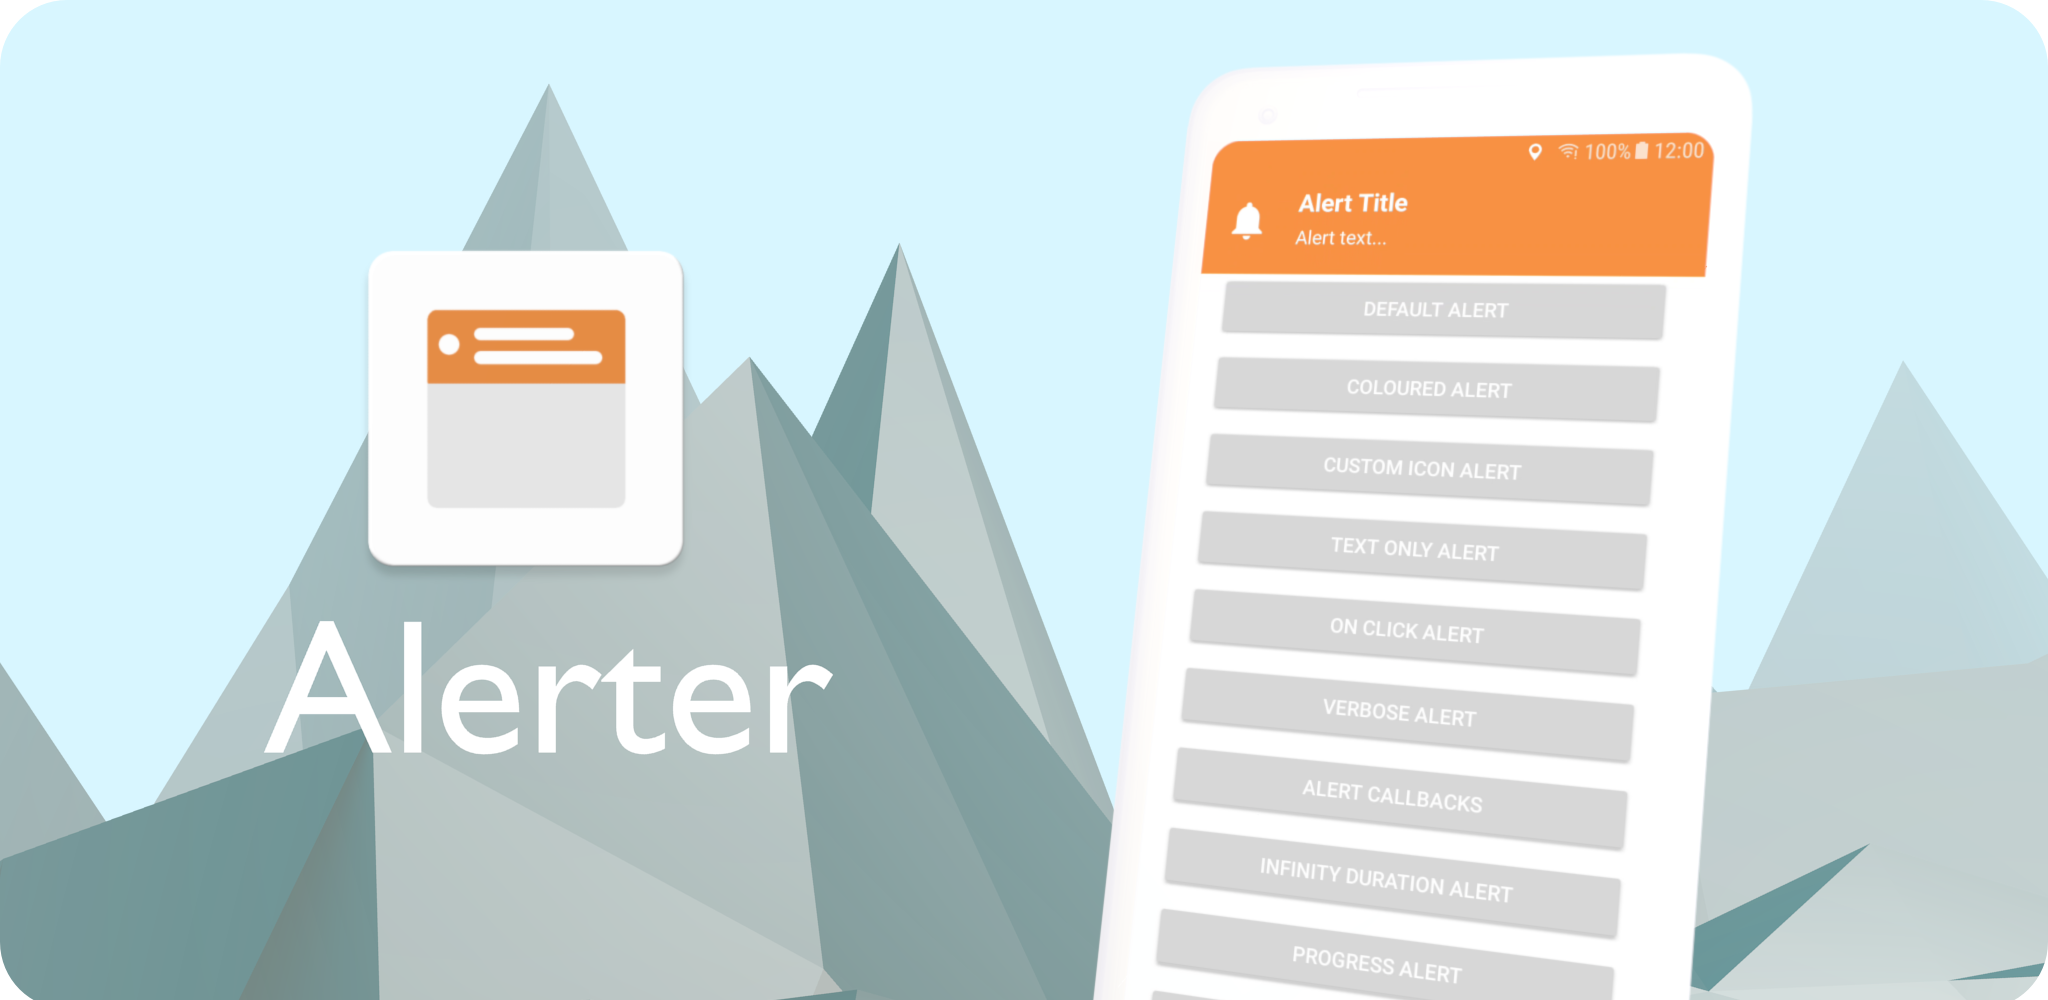 Alerter
100% 12:00
Alert Title
Alert text...
DEFAULT ALERT
COLOURED ALERT
CUSTOM ICON ALERT
TEXT ONLY ALERT
ON CLICK ALERT
VERBOSE ALERT
ALERT CALLBACKS
INFINITY DURATION ALERT
PROGRESS ALERT